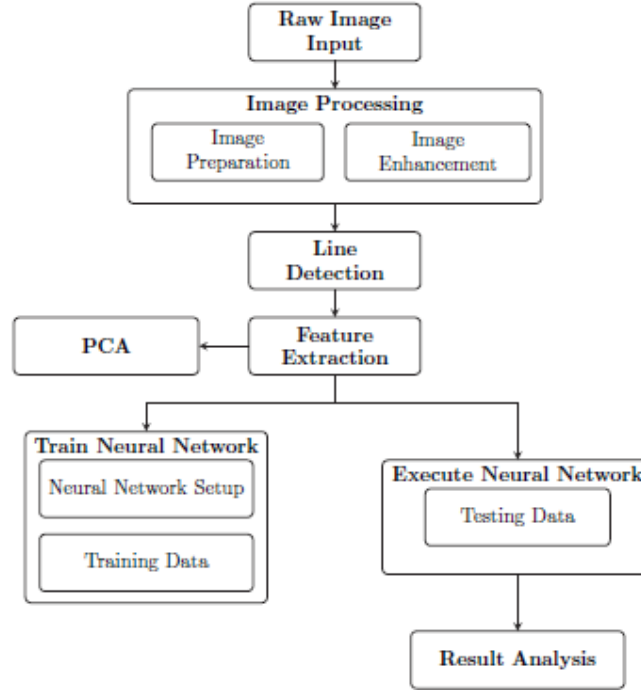 Raw Image
Input
Image Processing
Image
Preparation
Image
Enhancement
Line
Detection
PCA
Feature
Extraction
Train Neural Network
Neural Network Setup
Training Data
Execute Neural Network
Testing Data
Result Analysis